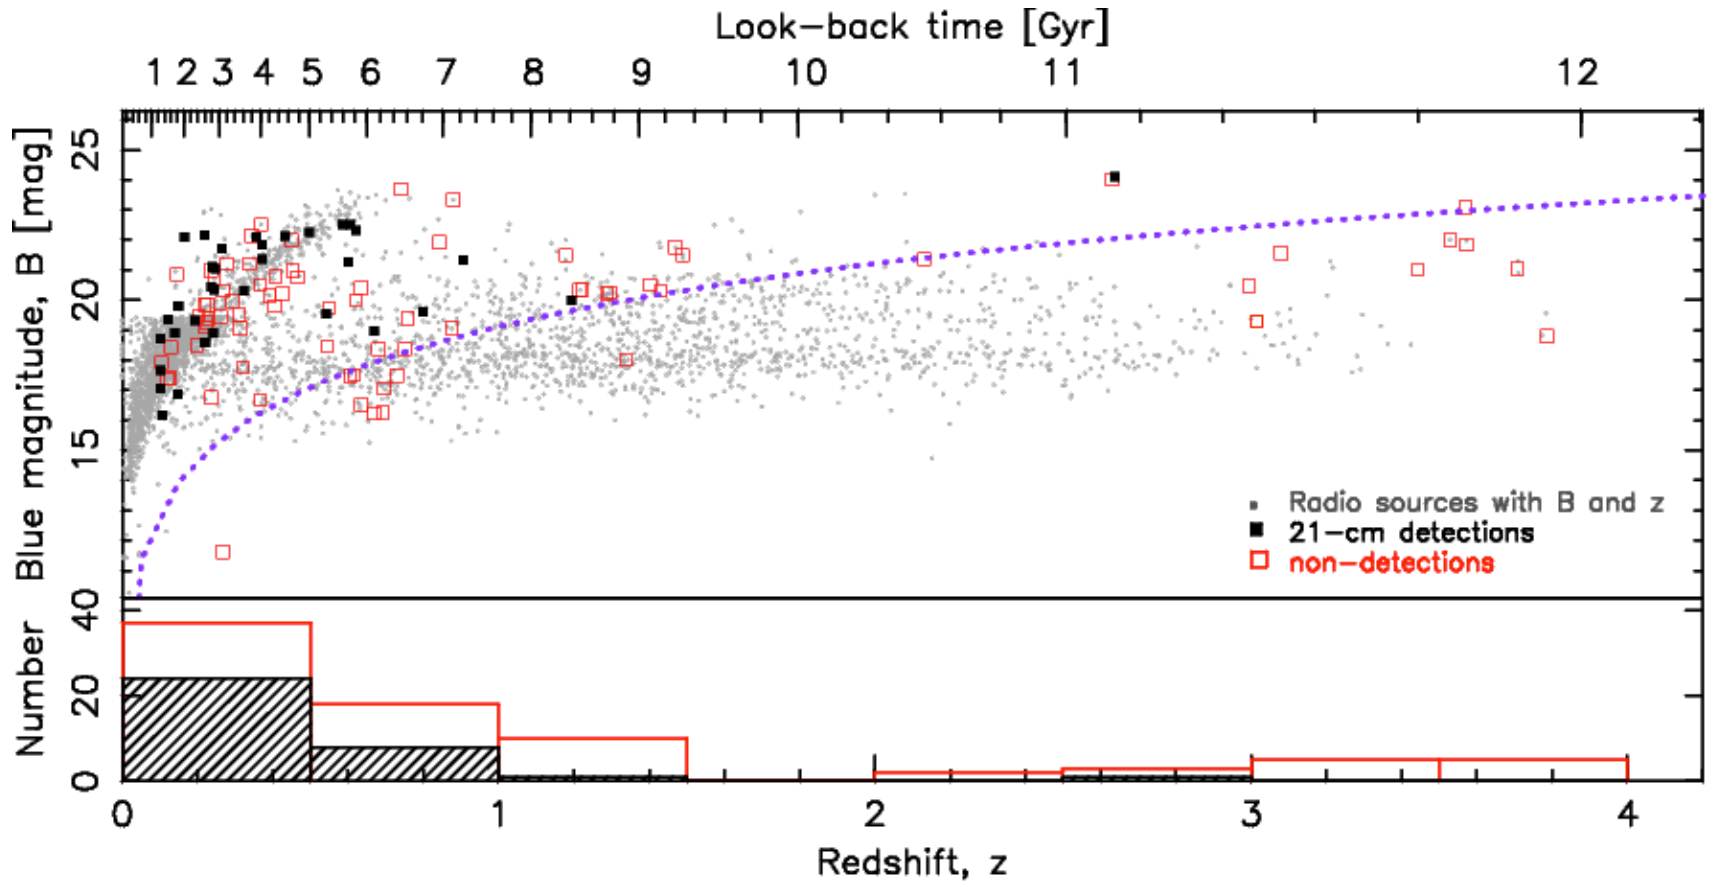 Look-back time [Gyr]
1 2 3 4 5 6 7 8 9 10 11 12
Blue magnitude, B [mag]
25
20
15
Radio sources with B and z
21-cm detections
non-detections
Number
40
20
0
0 1 2 3 4
Redshift, z